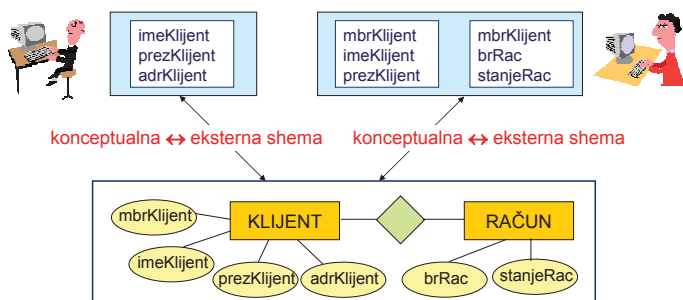 imeKlijent
prezKlijent
adrKlijent
mbrKlijent
imeKlijent
prezKlijent
mbrKlijent
brRac
stanjeRac
konceptualna ↔ eksterna shema
konceptualna ↔ eksterna shema
mbrKlijent
KLIJENT
RAČUN
imeKlijent
prezKlijent
adrKlijent
brRac
stanjeRac